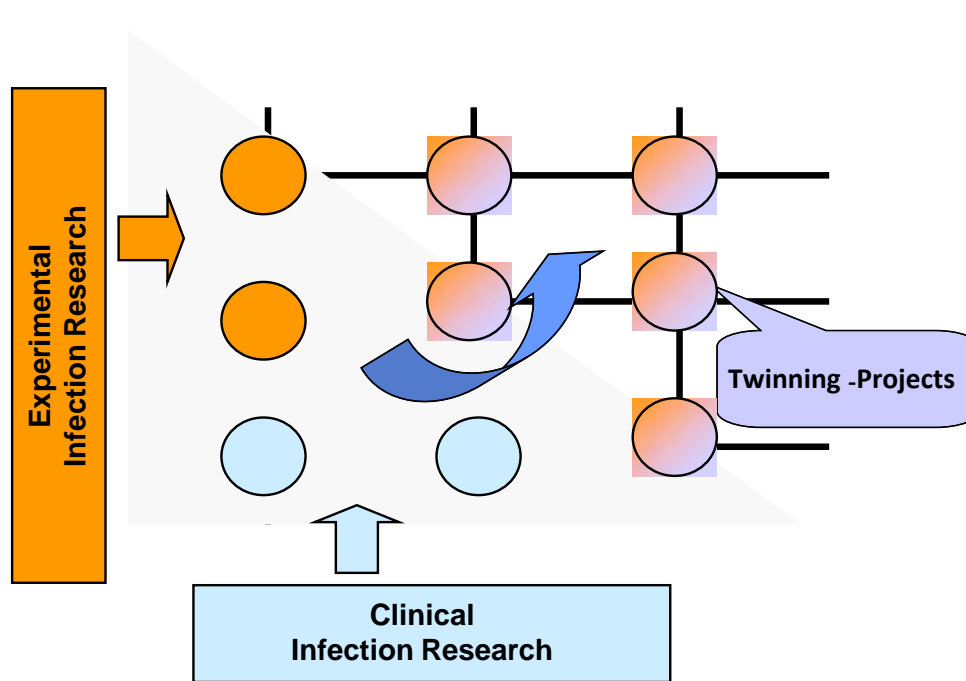 Experimental
Infection Research
Twinning -Projects
Clinical
Infection Research